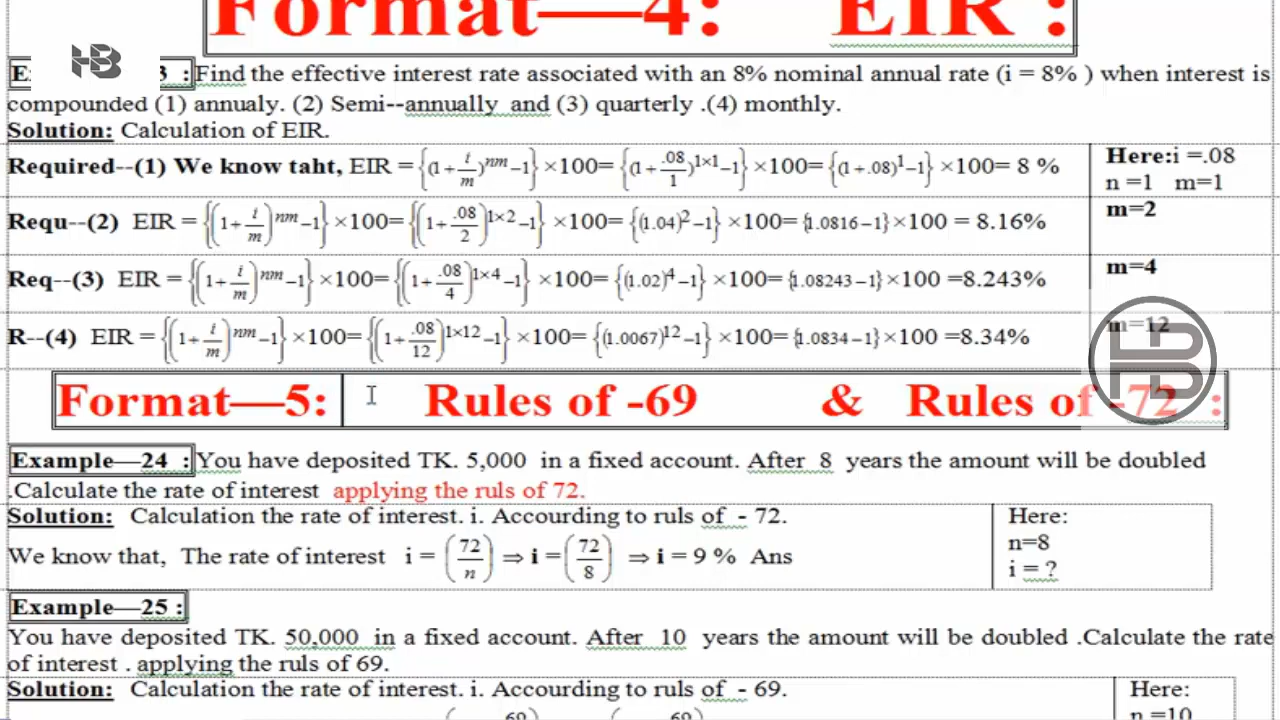 Format—4: EIR :
3 :Find the effective interest rate associated with an 8% nominal annual rate (i = 8% ) when interest is
compounded (1) annualy. (2) Semi--annually and (3) quarterly .(4) monthly.
Solution: Calculation of EIR.
Required--(1) We know taht, EIR = {(1+i/m)^nm−1} ×100= {(1+.08/1)^1×1−1} ×100= {(1+.08)^1−1} ×100= 8 % Here:i =.08
n =1 m=1
Requ--(2) EIR = {(1+i/m)^nm−1} ×100= {(1+.08/2)^1×2−1} ×100= {(1.04)^2−1} ×100= {1.0816−1}×100 = 8.16% m=2
Req--(3) EIR = {(1+i/m)^nm−1} ×100= {(1+.08/4)^1×4−1} ×100= {(1.02)^4−1} ×100= {1.08243−1}×100 =8.243% m=4
R--(4) EIR = {(1+i/m)^nm−1} ×100= {(1+.08/12)^1×12−1} ×100= {(1.0067)^12−1} ×100= {1.0834−1}×100 =8.34% m=12
Format—5: Rules of -69 & Rules of -72 :
Example—24 :You have deposited TK. 5,000 in a fixed account. After 8 years the amount will be doubled
.Calculate the rate of interest applying the ruls of 72.
Solution: Calculation the rate of interest. i. Accourding to ruls of - 72. Here:
We know that, The rate of interest i = (72/n) ⇒ i =(72/8) ⇒ i = 9 % Ans n=8
i = ?
Example—25 :
You have deposited TK. 50,000 in a fixed account. After 10 years the amount will be doubled .Calculate the rate
of interest . applying the ruls of 69.
Solution: Calculation the rate of interest. i. Accourding to ruls of - 69. Here:
69 69 n =10